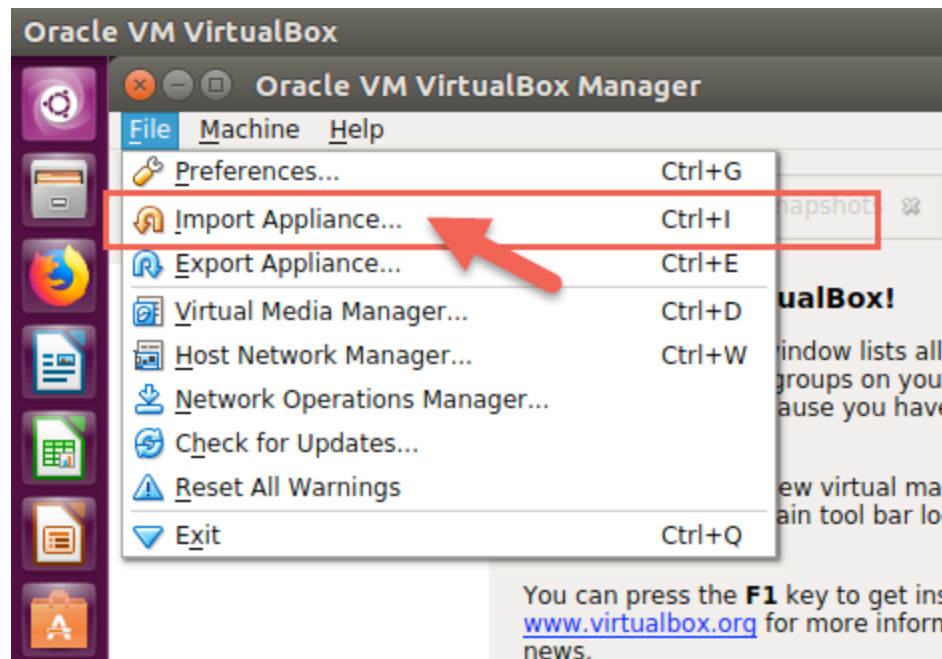 Oracle VM VirtualBox
Oracle VM VirtualBox Manager
File Machine Help
Preferences... Ctrl+G
Import Appliance... Ctrl+I
Export Appliance... Ctrl+E
Virtual Media Manager... Ctrl+D
Host Network Manager... Ctrl+W
Network Operations Manager...
Check for Updates...
Reset All Warnings
Exit Ctrl+Q
napshots
ualBox!
indow lists all
groups on you
ause you have
ew virtual ma
ain tool bar lo
You can press the F1 key to get ins
www.virtualbox.org for more inform
news.